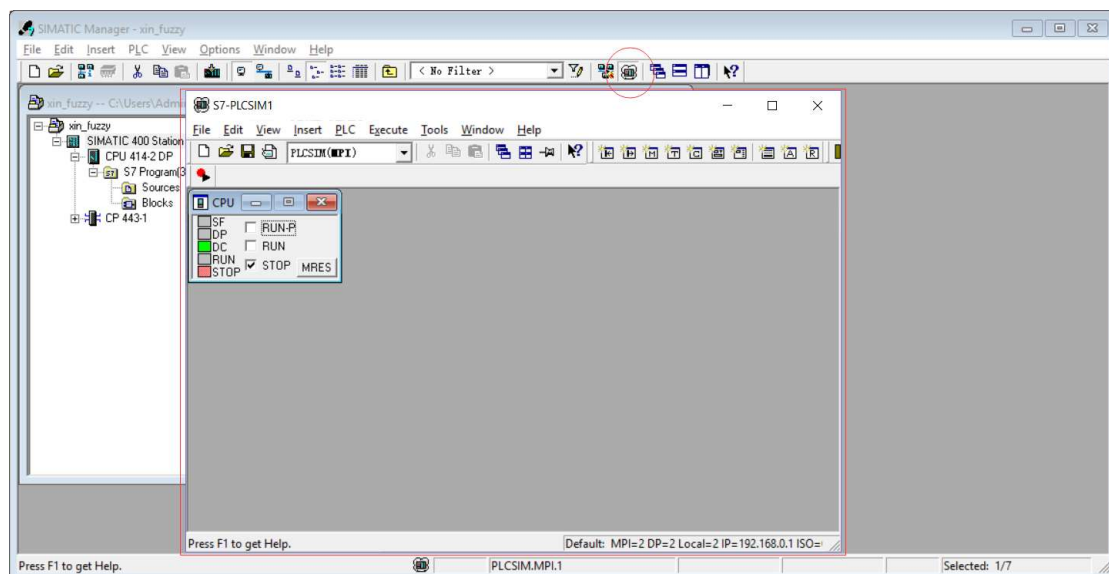 SIMATIC Manager - xin_fuzzy
File Edit Insert PLC View Options Window Help
< No Filter >
xin_fuzzy -- C:\Users\Admi
xin_fuzzy
SIMATIC 400 Station
CPU 414-2 DP
S7 Program(3
Sources
Blocks
CP 443-1
S7-PLCSIM1
File Edit View Insert PLC Execute Tools Window Help
PLCSIM(MPI)
CPU
SF
DP
DC
RUN
STOP
RUN-P
RUN
STOP
MRES
Press F1 to get Help.
Default: MPI=2 DP=2 Local=2 IP=192.168.0.1 ISO=
Press F1 to get Help.
PLCSIM.MPI.1
Selected: 1/7